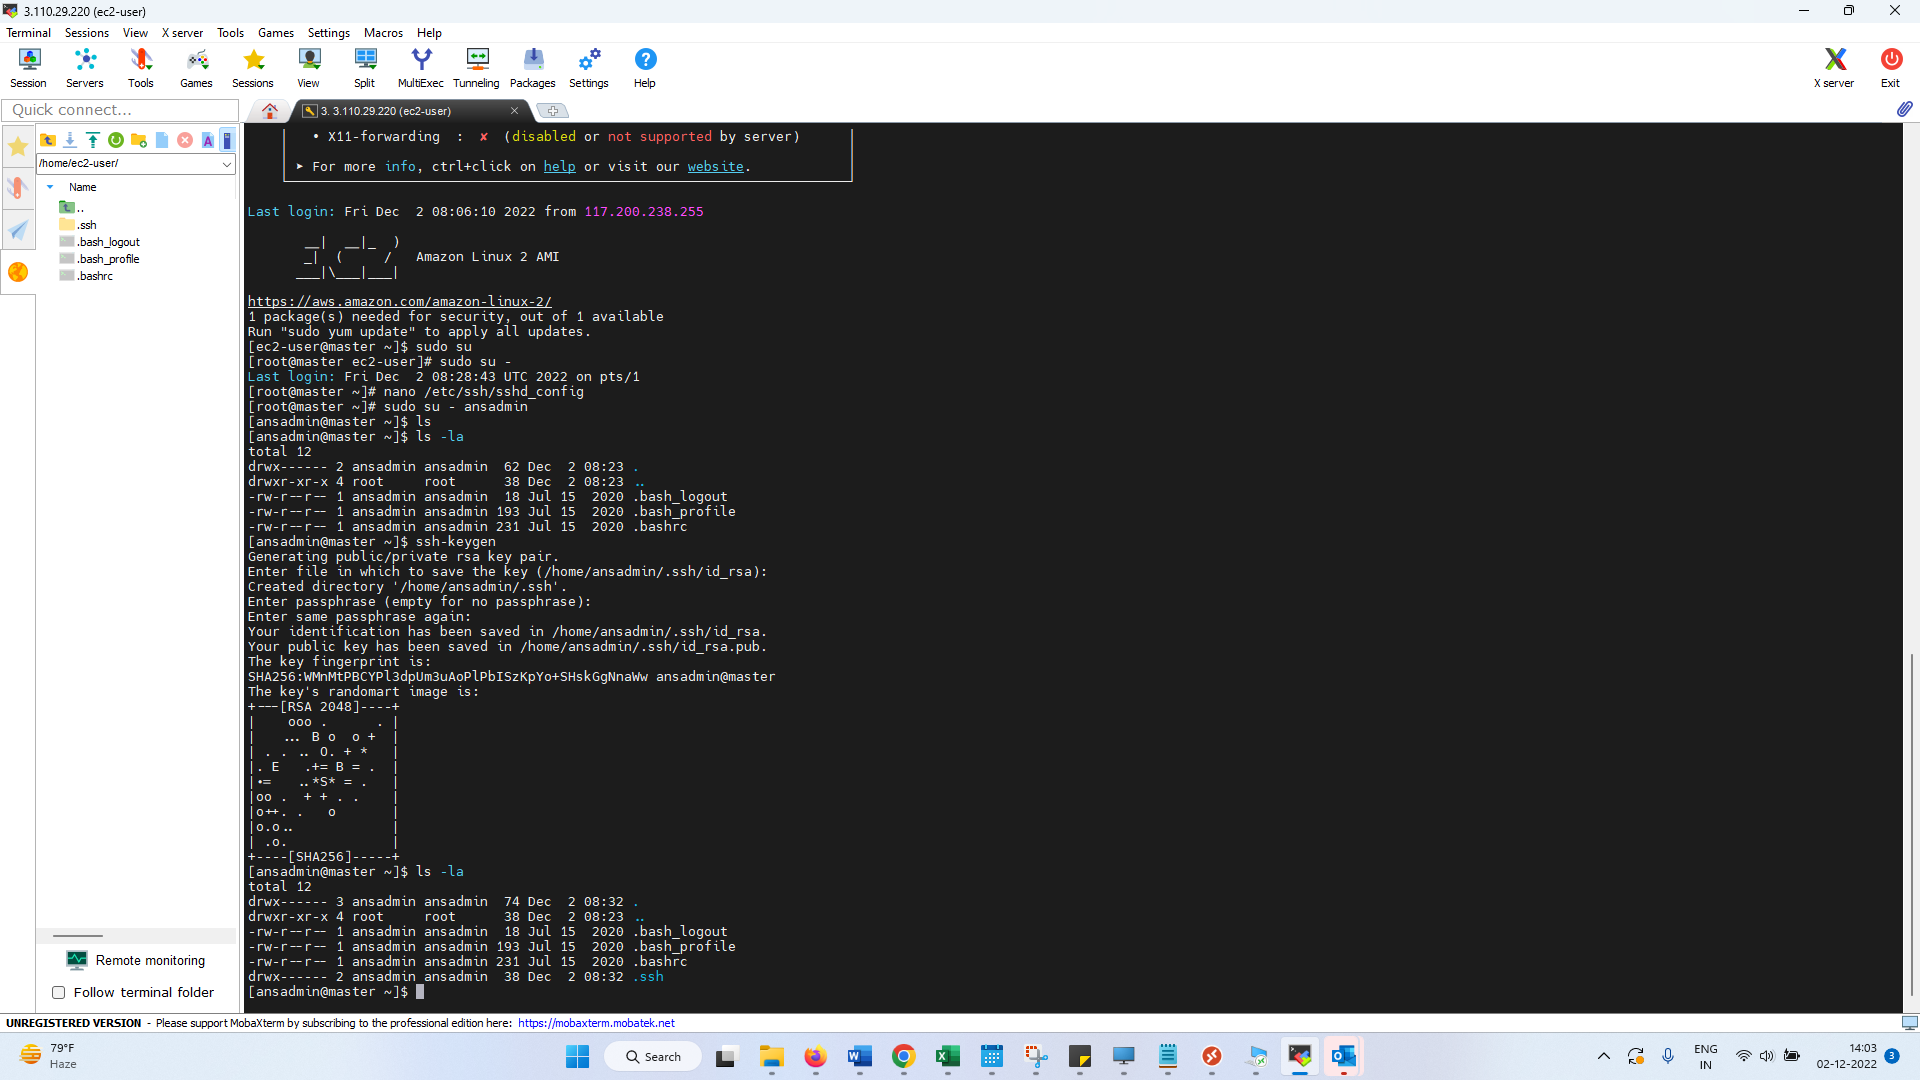 3.110.29.220 (ec2-user)
Terminal Sessions View X server Tools Games Settings Macros Help
Session Servers Tools Games Sessions View Split MultiExec Tunneling Packages Settings Help X server Exit
Quick connect...
3. 3.110.29.220 (ec2-user)
/home/ec2-user/
Name
..
.ssh
.bash_logout
.bash_profile
.bashrc
Remote monitoring
Follow terminal folder
• X11-forwarding : ✘ (disabled or not supported by server)
➤ For more info, ctrl+click on help or visit our website.
Last login: Fri Dec  2 08:06:10 2022 from 117.200.238.255
       __|  __|_  )
       _|  (     /   Amazon Linux 2 AMI
      ___|\___|___|
https://aws.amazon.com/amazon-linux-2/
1 package(s) needed for security, out of 1 available
Run "sudo yum update" to apply all updates.
[ec2-user@master ~]$ sudo su
[root@master ec2-user]# sudo su -
Last login: Fri Dec  2 08:28:43 UTC 2022 on pts/1
[root@master ~]# nano /etc/ssh/sshd_config
[root@master ~]# sudo su - ansadmin
[ansadmin@master ~]$ ls
[ansadmin@master ~]$ ls -la
total 12
drwx------ 2 ansadmin ansadmin  62 Dec  2 08:23 .
drwxr-xr-x 4 root     root      38 Dec  2 08:23 ..
-rw-r--r-- 1 ansadmin ansadmin  18 Jul 15  2020 .bash_logout
-rw-r--r-- 1 ansadmin ansadmin 193 Jul 15  2020 .bash_profile
-rw-r--r-- 1 ansadmin ansadmin 231 Jul 15  2020 .bashrc
[ansadmin@master ~]$ ssh-keygen
Generating public/private rsa key pair.
Enter file in which to save the key (/home/ansadmin/.ssh/id_rsa):
Created directory '/home/ansadmin/.ssh'.
Enter passphrase (empty for no passphrase):
Enter same passphrase again:
Your identification has been saved in /home/ansadmin/.ssh/id_rsa.
Your public key has been saved in /home/ansadmin/.ssh/id_rsa.pub.
The key fingerprint is:
SHA256:WMnMtPBCYPl3dpUm3uAoPlPbISzKpYo+SHskGgNnaWw ansadmin@master
The key's randomart image is:
+---[RSA 2048]----+
|    ooo .      . |
|    ... B o  o + |
| . . .. O. + *   |
|. E   .+= B = .  |
|·=    ..*S* = .   |
|oo .  + + . .    |
|o++. .   o       |
|o.o..            |
| .o.             |
+----[SHA256]-----+
[ansadmin@master ~]$ ls -la
total 12
drwx------ 3 ansadmin ansadmin  74 Dec  2 08:32 .
drwxr-xr-x 4 root     root      38 Dec  2 08:23 ..
-rw-r--r-- 1 ansadmin ansadmin  18 Jul 15  2020 .bash_logout
-rw-r--r-- 1 ansadmin ansadmin 193 Jul 15  2020 .bash_profile
-rw-r--r-- 1 ansadmin ansadmin 231 Jul 15  2020 .bashrc
drwx------ 2 ansadmin ansadmin  38 Dec  2 08:32 .ssh
[ansadmin@master ~]$
UNREGISTERED VERSION - Please support MobaXterm by subscribing to the professional edition here: https://mobaxterm.mobatek.net
79°F
Haze
Search
ENG
IN
14:03
02-12-2022
3